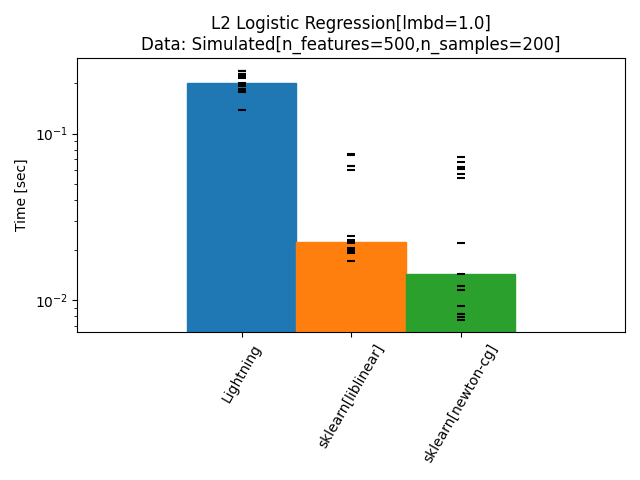 L2 Logistic Regression[lmbd=1.0]
Data: Simulated[n_features=500,n_samples=200]
Time [sec]
10⁻¹
10⁻²
Lightning
sklearn[liblinear]
sklearn[newton-cg]